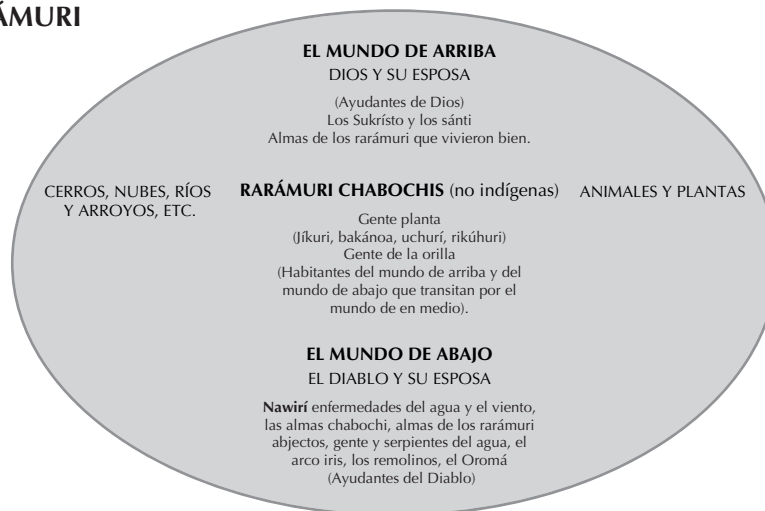 ÁMURI
EL MUNDO DE ARRIBA
DIOS Y SU ESPOSA
(Ayudantes de Dios)
Los Sukrísto y los sánti
Almas de los rarámuri que vivieron bien.
CERROS, NUBES, RÍOS
Y ARROYOS, ETC.
RARÁMURI CHABOCHIS (no indígenas)
ANIMALES Y PLANTAS
Gente planta
(Jíkuri, bakánoa, uchurí, rikúhuri)
Gente de la orilla
(Habitantes del mundo de arriba y del
mundo de abajo que transitan por el
mundo de en medio).
EL MUNDO DE ABAJO
EL DIABLO Y SU ESPOSA
Nawirí enfermedades del agua y el viento,
las almas chabochi, almas de los rarámuri
abjectos, gente y serpientes del agua, el
arco iris, los remolinos, el Oromá
(Ayudantes del Diablo)